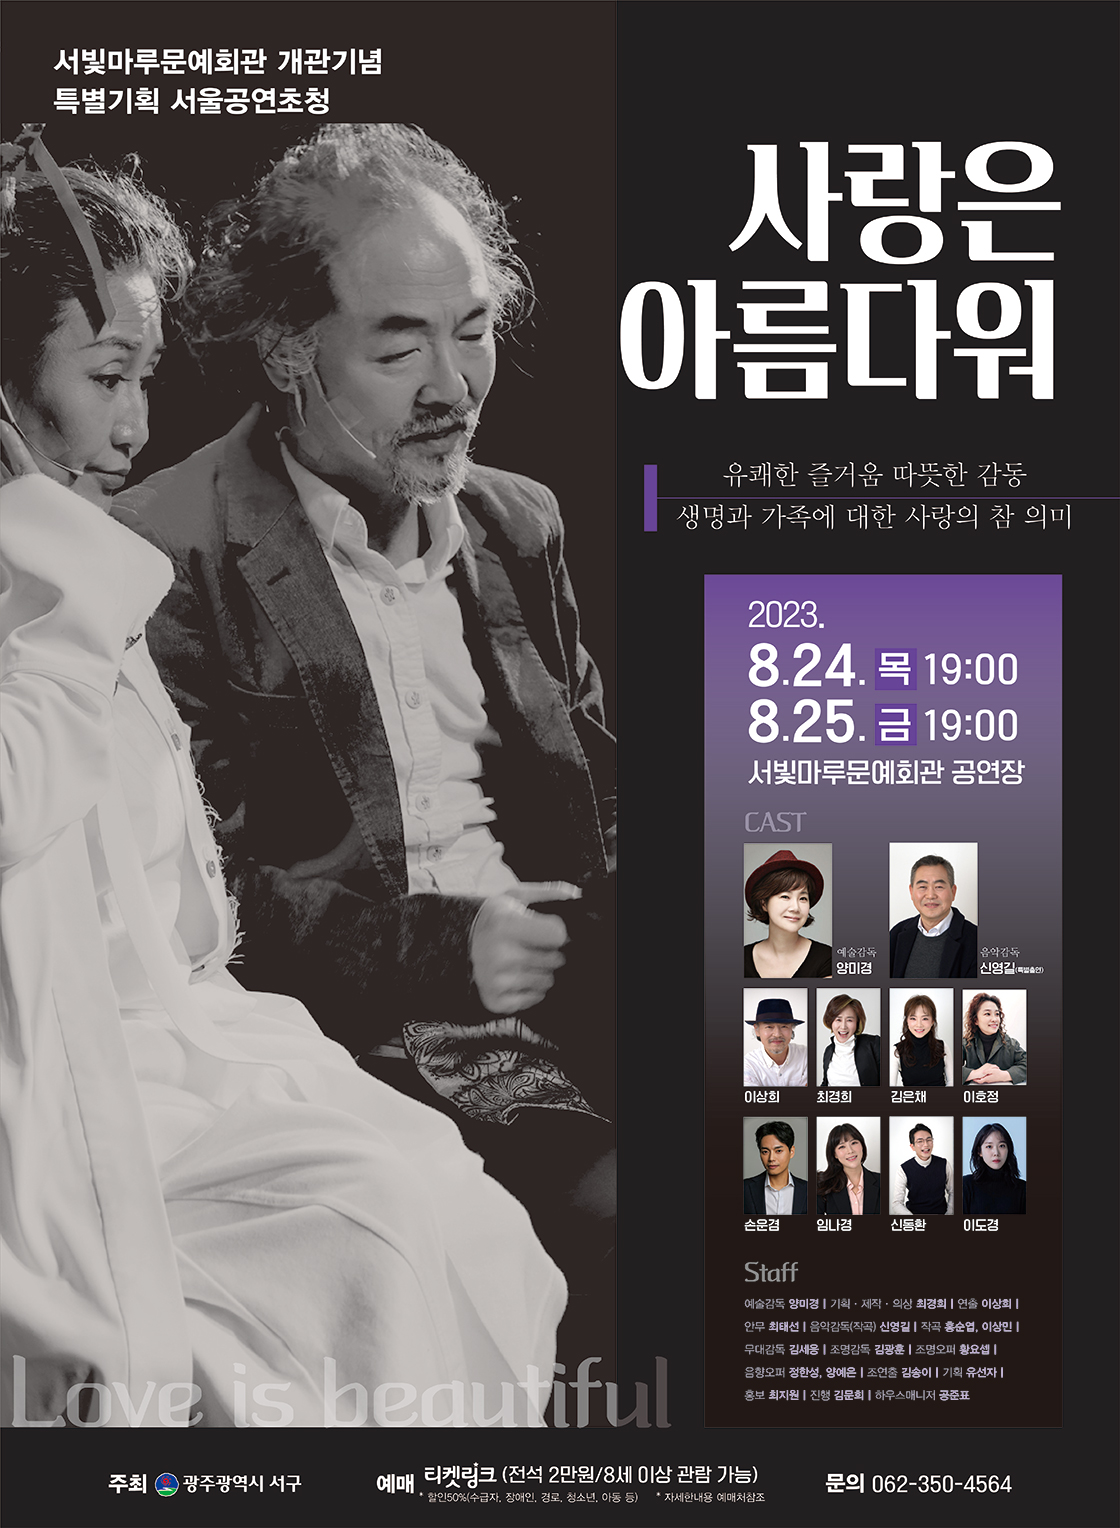 서빛마루문예회관 개관기념
특별기획 서울공연초청
사랑은
아름다워
유쾌한 즐거움 따뜻한 감동
생명과 가족에 대한 사랑의 참 의미
2023.
8.24. 목 19:00
8.25. 금 19:00
서빛마루문예회관 공연장
CAST
예술감독
양미경
음악감독
신영길(특별출연)
이상희 최경희 김은채 이호정
손운겸 임나경 신동환 이도경
Staff
예술감독 양미경 | 기획 · 제작 · 의상 최경희 | 연출 이상희 |
안무 최태선 | 음악감독(작곡) 신영길 | 작곡 홍순엽, 이상민 |
무대감독 김세웅 | 조명감독 김광훈 | 조명오퍼 황요셉 |
음향오퍼 정한성, 양예은 | 조연출 김송이 | 기획 유선자 |
홍보 최지원 | 진행 김문희 | 하우스매니저 공준표
Love is beautiful
주최 광주광역시 서구
예매 티켓링크 (전석 2만원/8세 이상 관람 가능)
* 할인50%(수급자, 장애인, 경로, 청소년, 아동 등) * 자세한내용 예매처참조
문의 062-350-4564